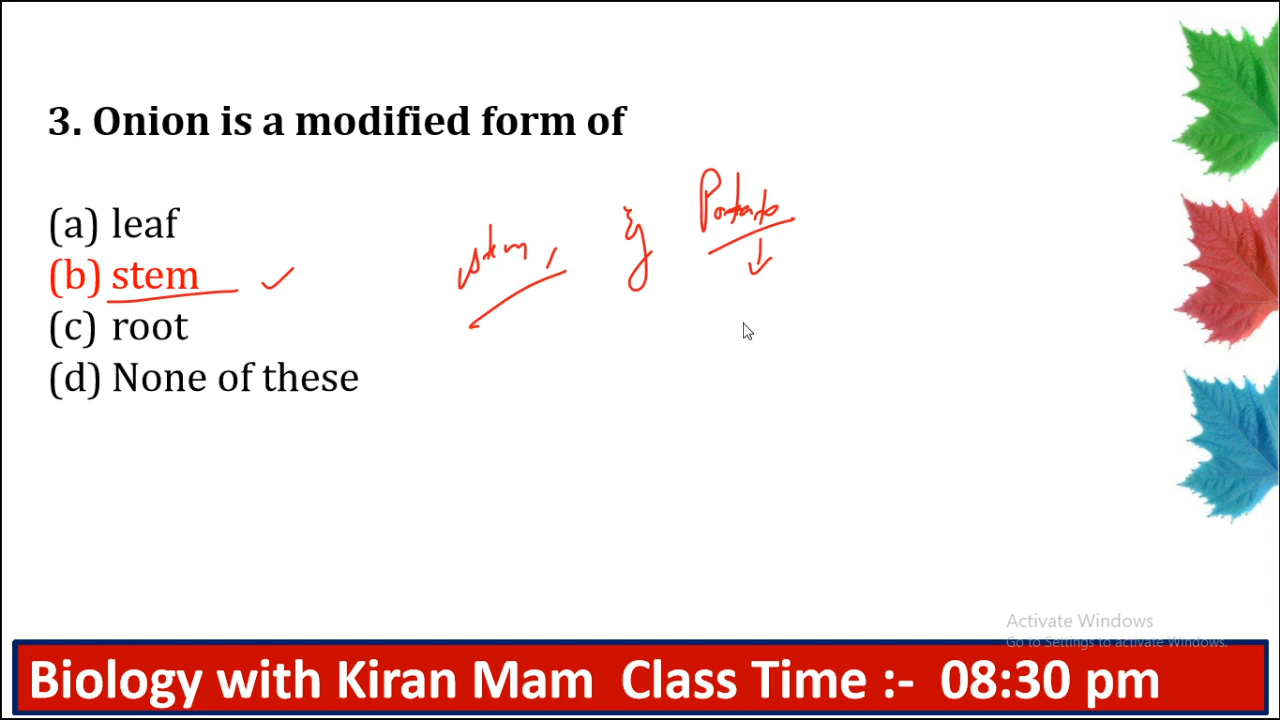 3. Onion is a modified form of
(a) leaf
(b) stem
(c) root
(d) None of these
stem,
Potato
Activate Windows
Go to Settings to activate Windows.
Biology with Kiran Mam Class Time :- 08:30 pm